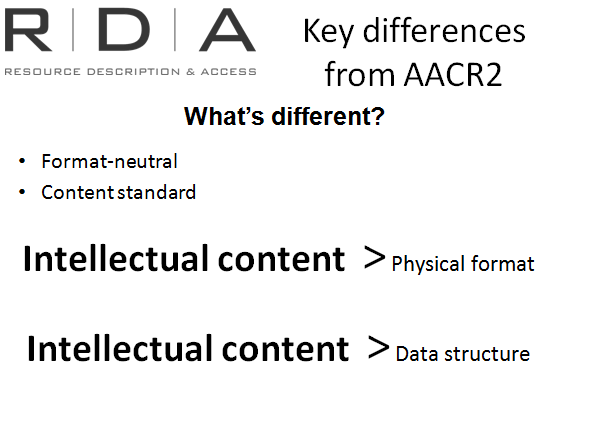 R | D | A
RESOURCE DESCRIPTION & ACCESS
Key differences
from AACR2
What's different?
• Format-neutral
• Content standard
Intellectual content > Physical format
Intellectual content > Data structure